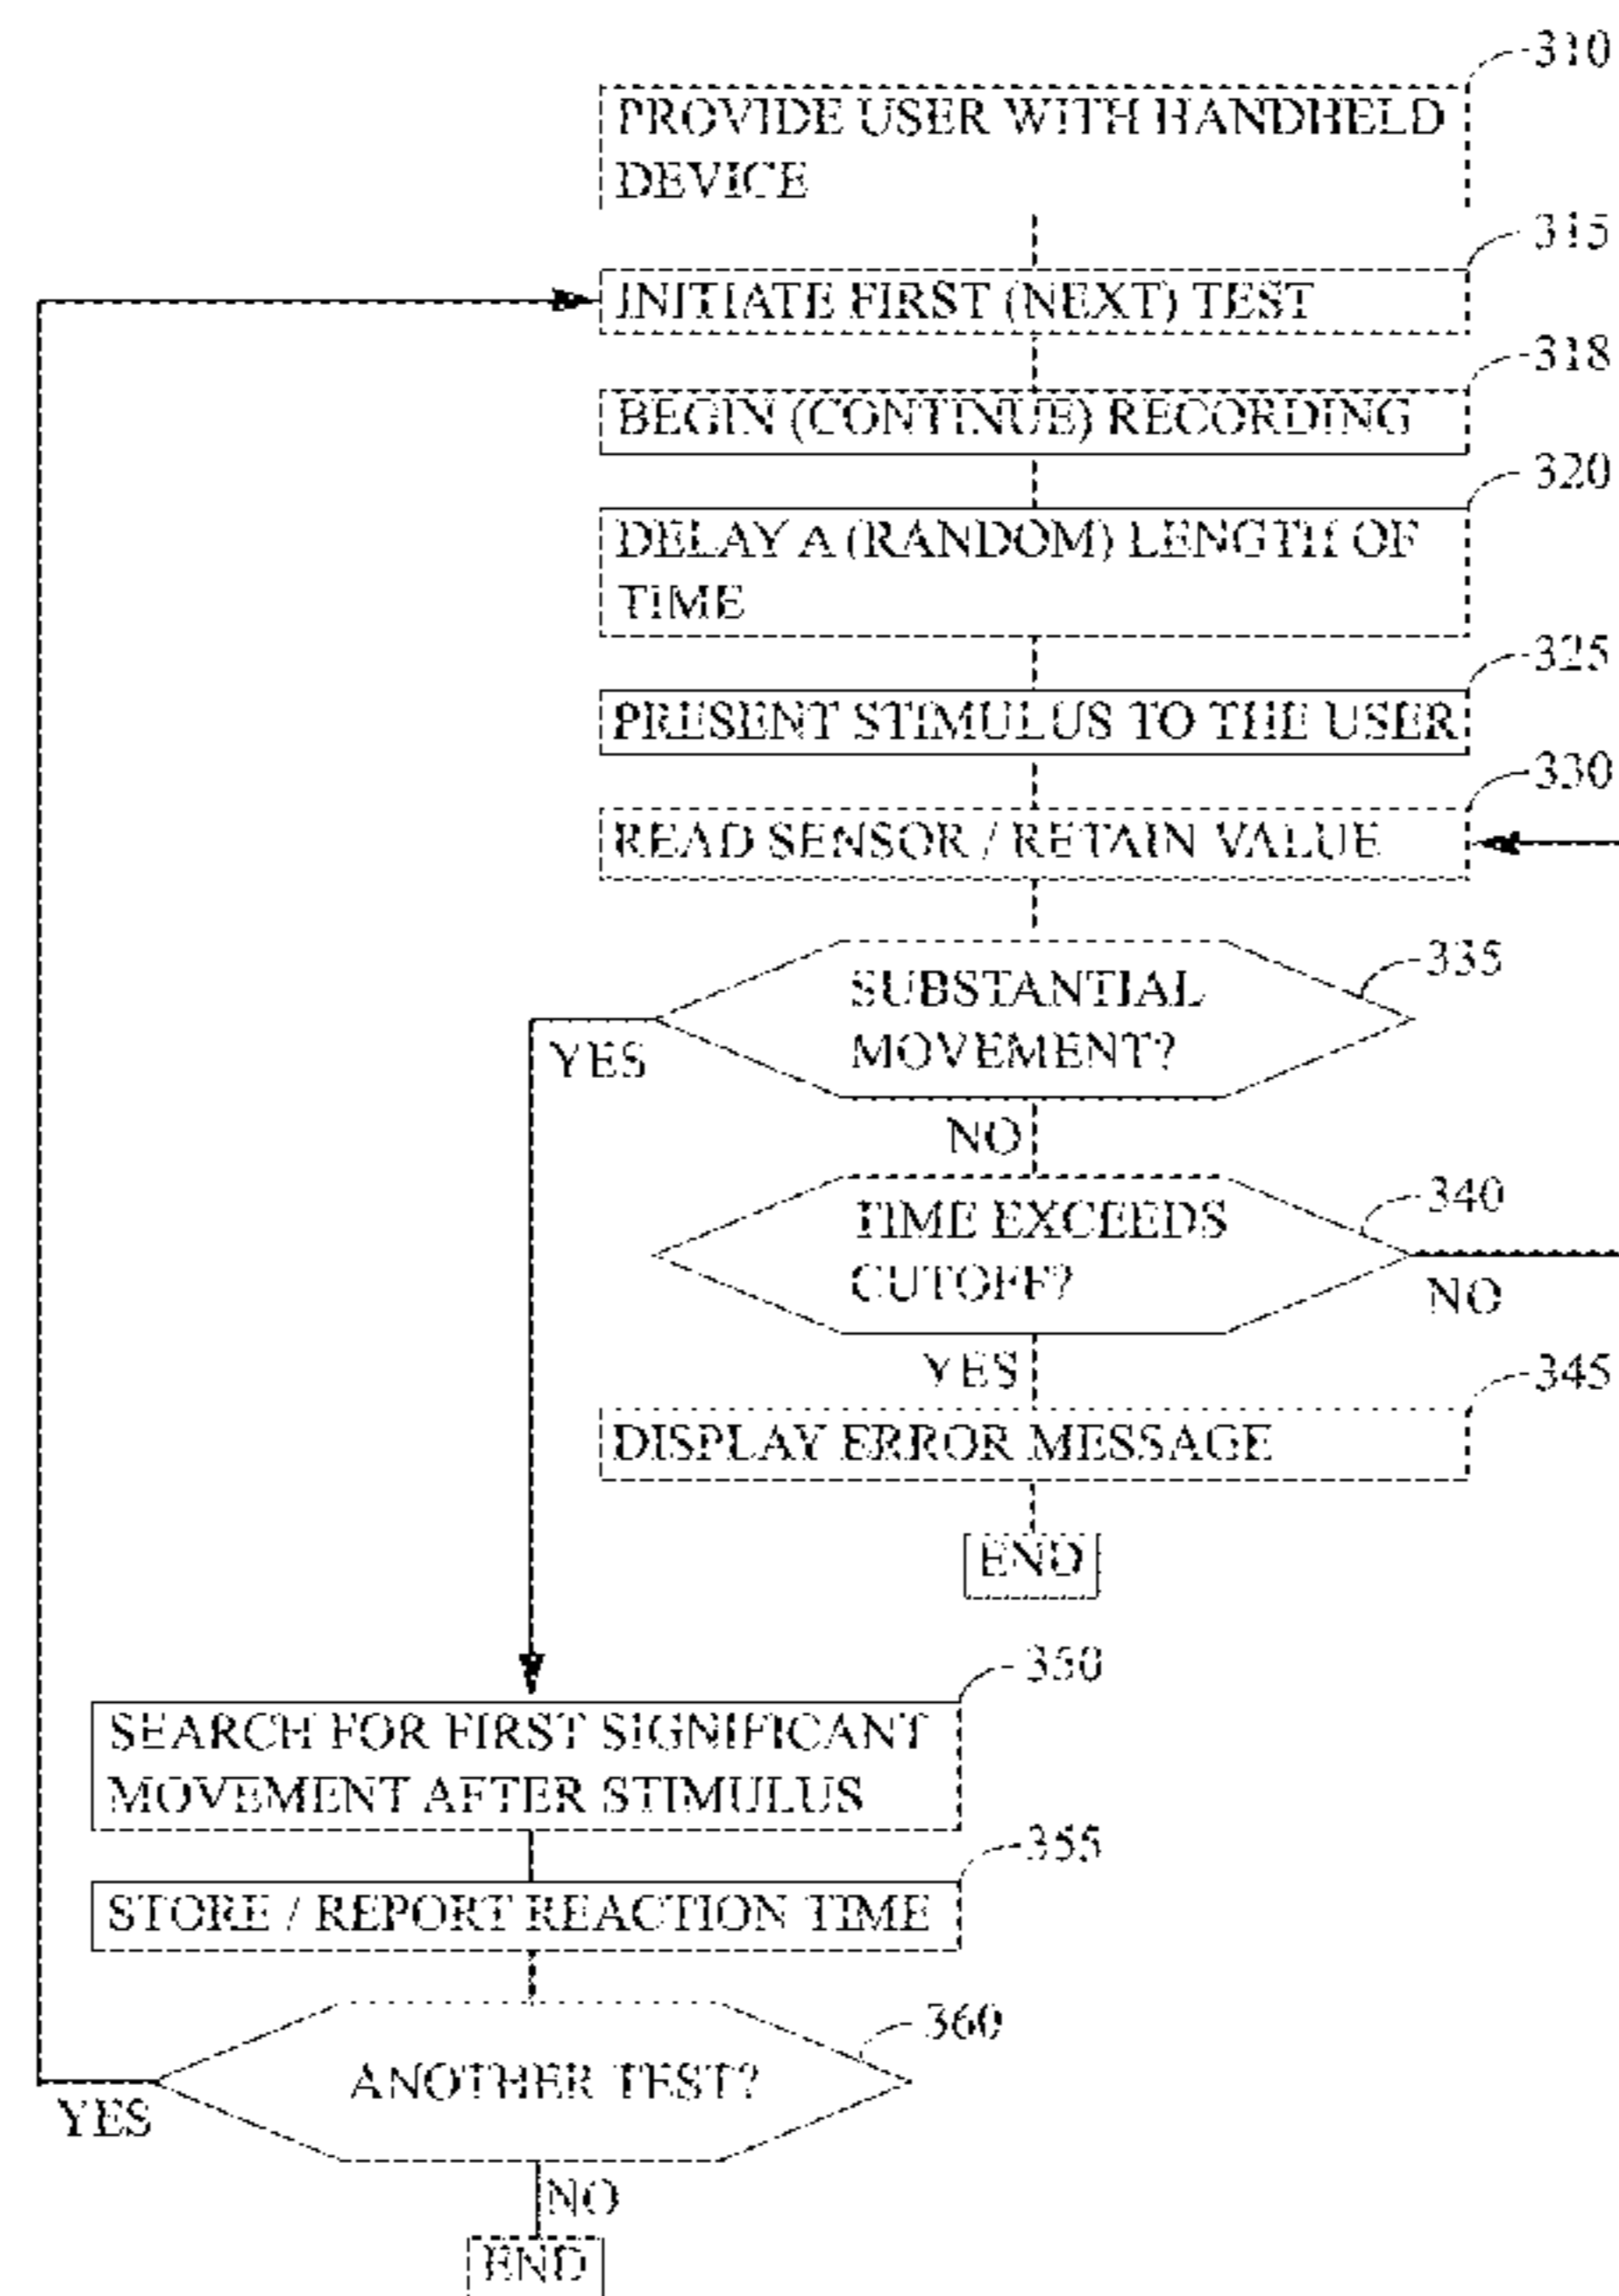 310
PROVIDE USER WITH HANDHELD
DEVICE
315
INITIATE FIRST (NEXT) TEST
318
BEGIN (CONTINUE) RECORDING
320
DELAY A (RANDOM) LENGTH OF
TIME
325
PRESENT STIMULUS TO THE USER
330
READ SENSOR / RETAIN VALUE
335
SUBSTANTIAL
MOVEMENT?
YES
NO
340
TIME EXCEEDS
CUTOFF?
NO
YES
345
DISPLAY ERROR MESSAGE
END
350
SEARCH FOR FIRST SIGNIFICANT
MOVEMENT AFTER STIMULUS
355
STORE / REPORT REACTION TIME
360
ANOTHER TEST?
YES
NO
END